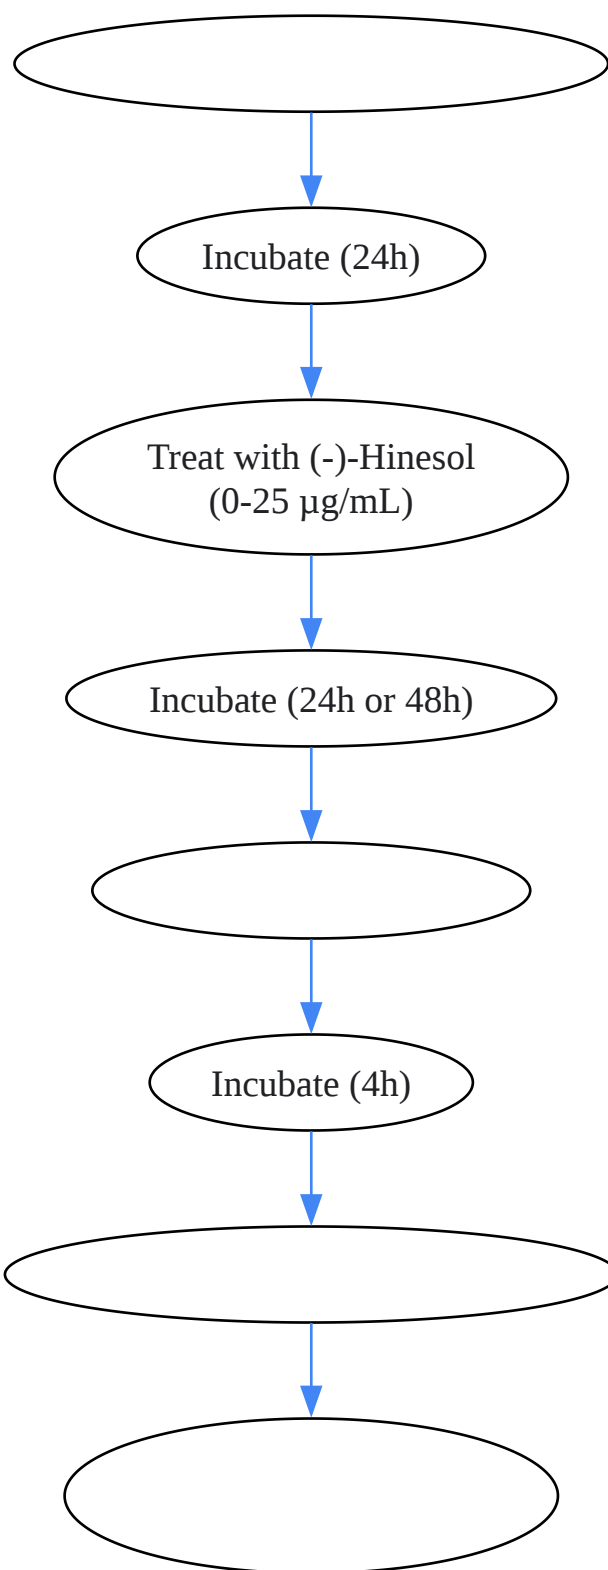 Incubate (24h)
Treat with (-)-Hinesol
(0-25 µg/mL)
Incubate (24h or 48h)
Incubate (4h)